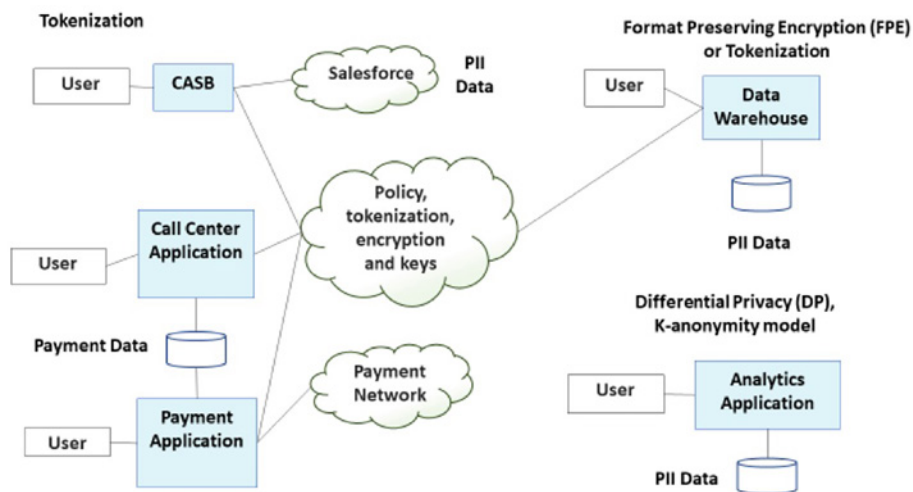 Tokenization
User
CASB
Salesforce
PII
Data
Policy,
tokenization,
encryption
and keys
Call Center
Application
User
Payment Data
Payment
Network
User
Payment
Application
Format Preserving Encryption (FPE)
or Tokenization
User
Data
Warehouse
PII Data
Differential Privacy (DP),
K-anonymity model
User
Analytics
Application
PII Data